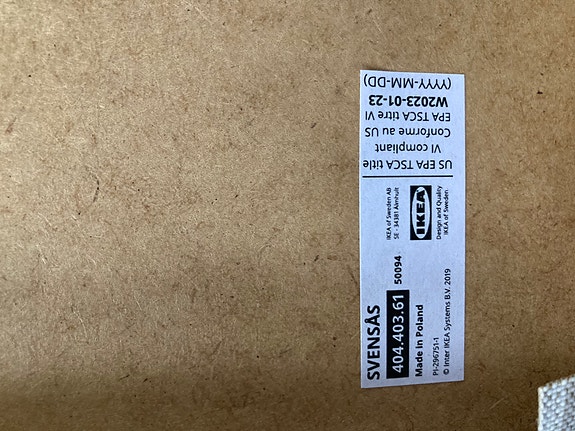 SVENSÅS
404.403.61 50094
Made in Poland
PI-296751-1
© Inter IKEA Systems B.V. 2019
IKEA of Sweden AB
SE - 34381 Älmhult
IKEA
Design and Quality
IKEA of Sweden
US EPA TSCA title
VI compliant
Conforme au US
EPA TSCA titre VI
W2023-01-23
(YYYY-MM-DD)